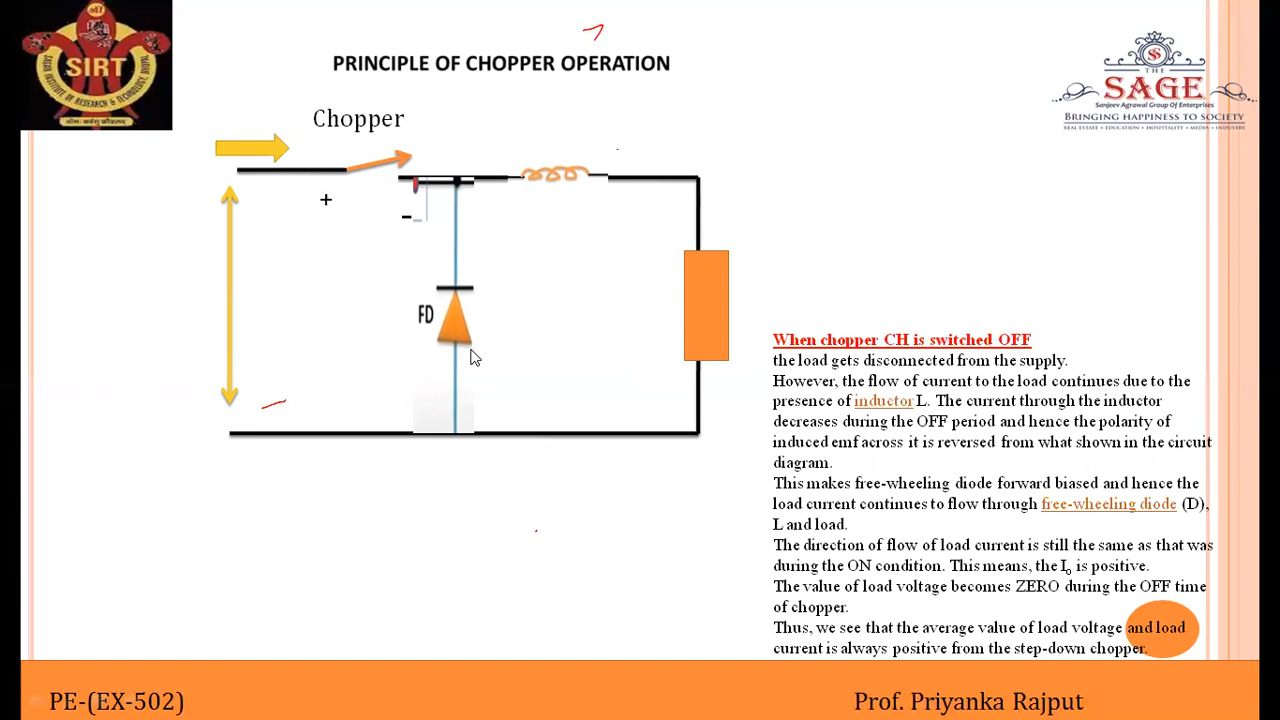 SIRT
SAGAR INSTITUTE OF RESEARCH & TECHNOLOGY, BHOPAL
PRINCIPLE OF CHOPPER OPERATION
THE
SAGE
Sanjeev Agrawal Group Of Enterprises
BRINGING HAPPINESS TO SOCIETY
REAL ESTATE • EDUCATION • HOSPITALITY • MEDIA • INDUSTRY
Chopper
+
-
FD
When chopper CH is switched OFF
the load gets disconnected from the supply.
However, the flow of current to the load continues due to the
presence of inductor L. The current through the inductor
decreases during the OFF period and hence the polarity of
induced emf across it is reversed from what shown in the circuit
diagram.
This makes free-wheeling diode forward biased and hence the
load current continues to flow through free-wheeling diode (D),
L and load.
The direction of flow of load current is still the same as that was
during the ON condition. This means, the Io is positive.
The value of load voltage becomes ZERO during the OFF time
of chopper.
Thus, we see that the average value of load voltage and load
current is always positive from the step-down chopper.
PE-(EX-502)
Prof. Priyanka Rajput